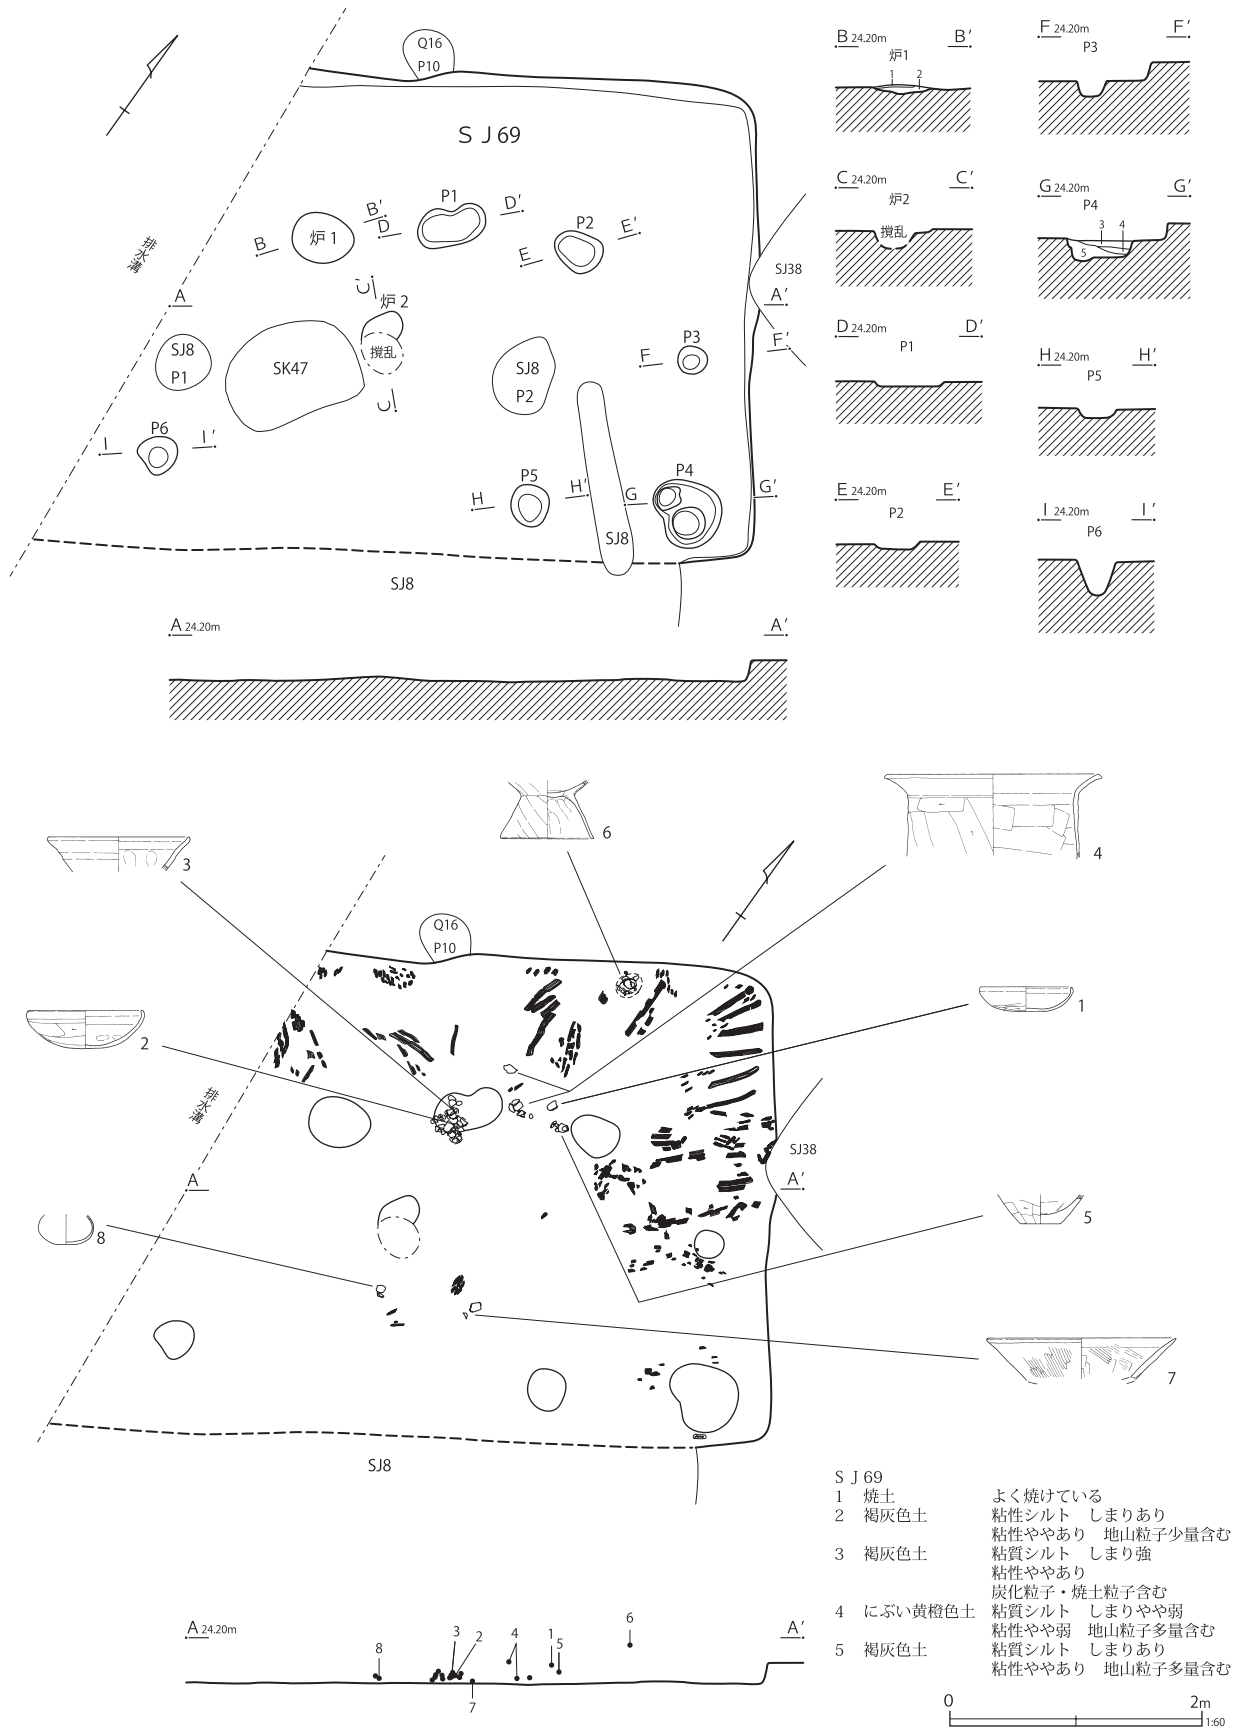 Q16
P10
ＳＪ69
排水溝
B
B′
炉1
D
P1
D′
E
P2
E′
C
炉2
撹乱
C′
A
A′
SJ38
SJ8
P1
SK47
SJ8
P2
F
P3
F′
I
P6
I′
H
P5
H′
G
P4
G′
SJ8
SJ8
A 24.20m
A′
B 24.20m
B′
炉1
1
2
C 24.20m
C′
炉2
撹乱
D 24.20m
D′
P1
E 24.20m
E′
P2
F 24.20m
F′
P3
G 24.20m
G′
P4
3
4
5
H 24.20m
H′
P5
I 24.20m
I′
P6
6
4
3
Q16
P10
1
2
排水溝
SJ38
A
A′
5
8
7
SJ8
A 24.20m
A′
8
3
2
7
4
1
5
6
ＳＪ69
1　焼土　よく焼けている
2　褐灰色土　粘性シルト　しまりあり
粘性ややあり　地山粒子少量含む
3　褐灰色土　粘質シルト　しまり強
粘性ややあり
炭化粒子・焼土粒子含む
4　にぶい黄橙色土　粘質シルト　しまりやや弱
粘性やや弱　地山粒子多量含む
5　褐灰色土　粘質シルト　しまりあり
粘性ややあり　地山粒子多量含む
0
2m
1:60